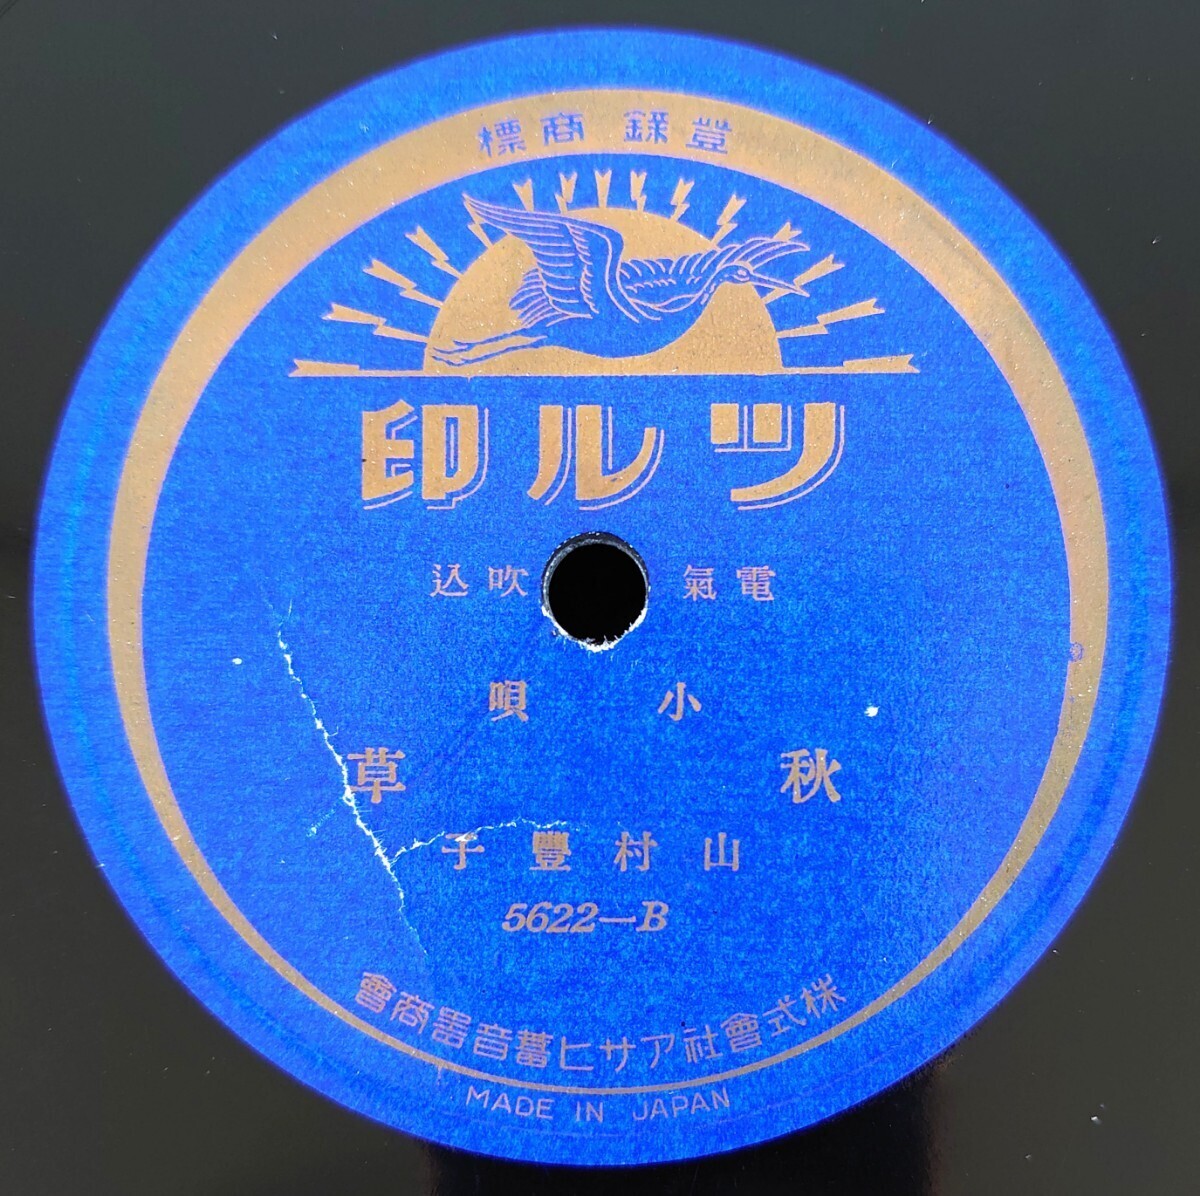 登録商標
ツル印
電氣吹込
小唄
秋草
山村豐子
5622-B
株式會社アサヒ蓄音器商會
MADE IN JAPAN